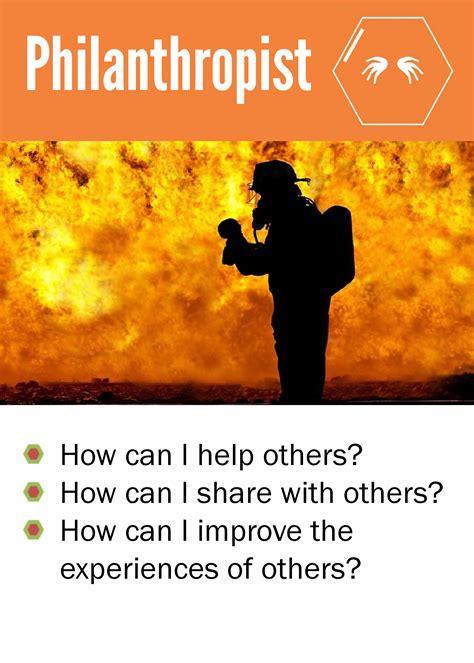 Philanthropist
How can I help others?
How can I share with others?
How can I improve the
experiences of others?